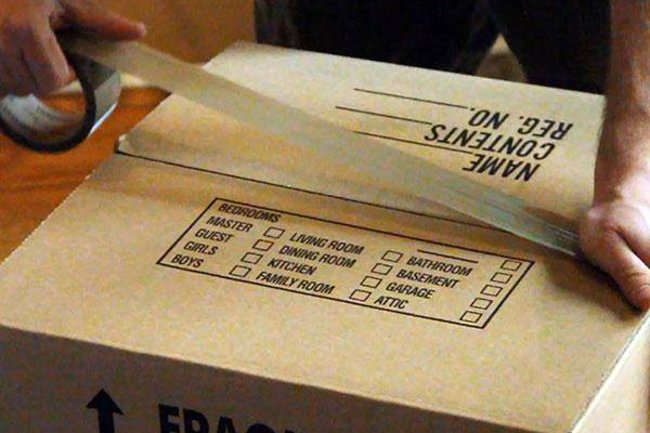 NAME
CONTENTS
REG. NO.
BEDROOMS
MASTER LIVING ROOM BATHROOM
GUEST DINING ROOM BASEMENT
GIRLS KITCHEN GARAGE
BOYS FAMILY ROOM ATTIC